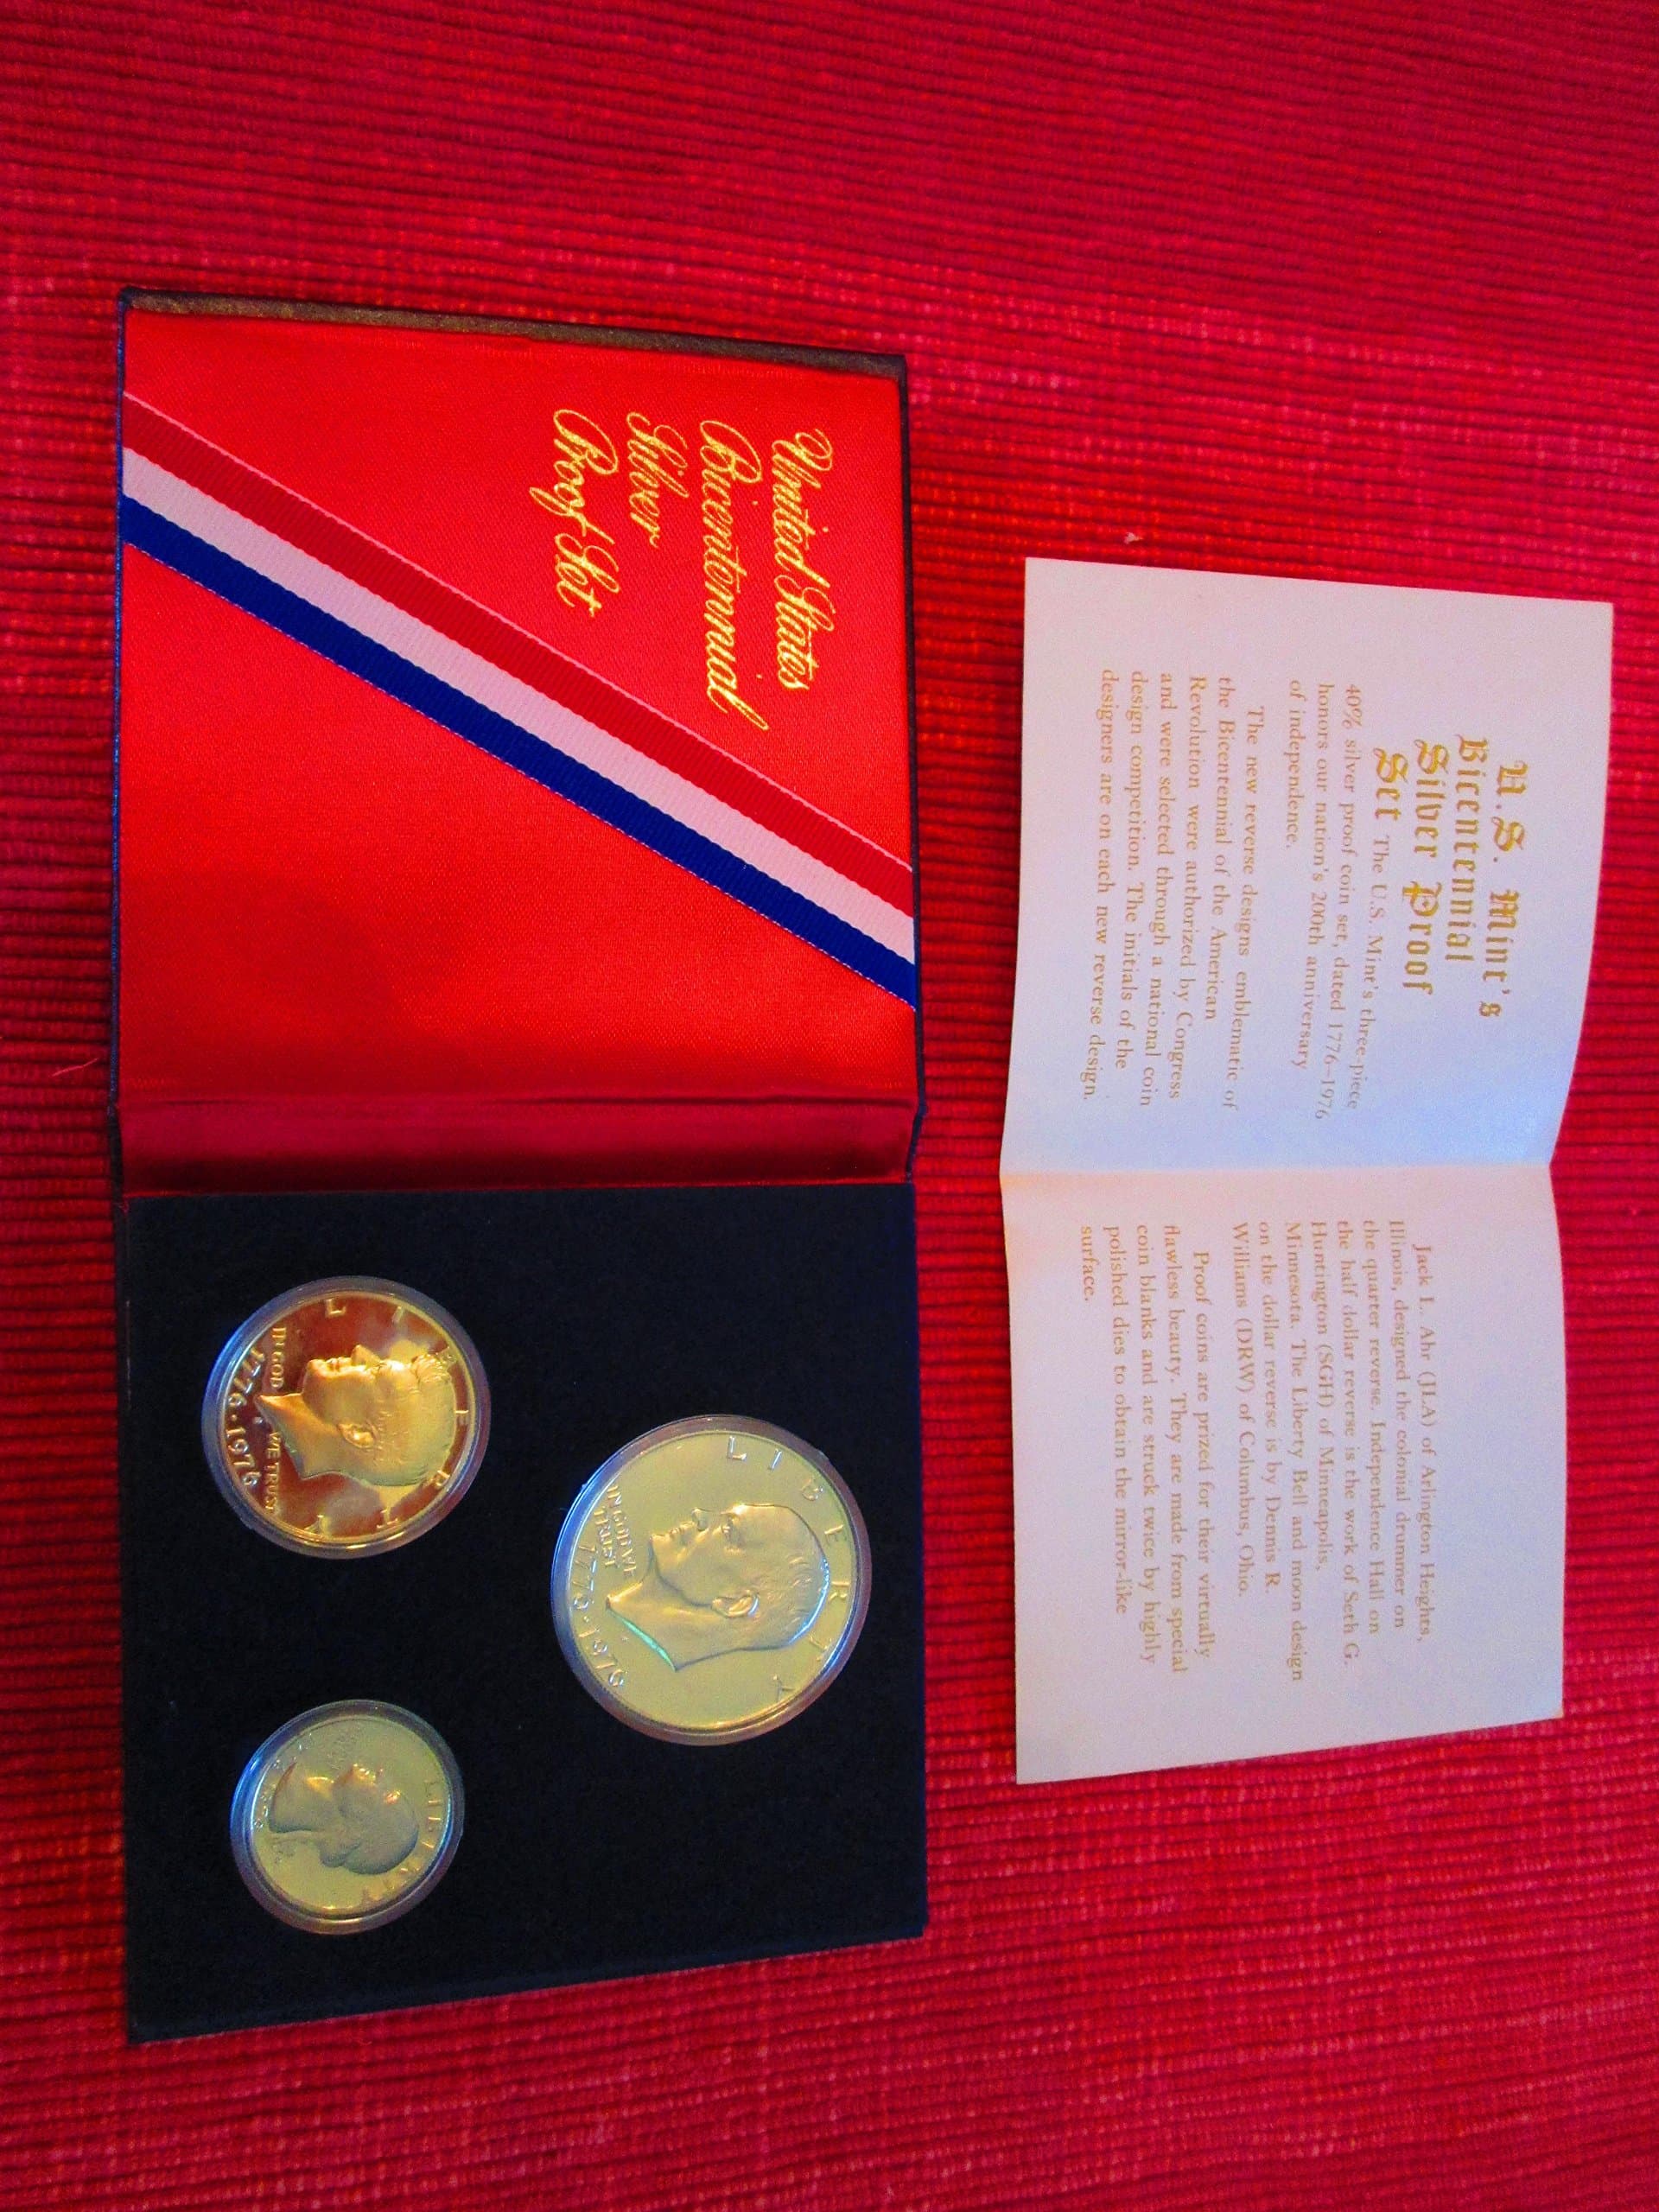 U.S. Mint's
Bicentennial
Silver Proof
Set The U.S. Mint's three-piece
40% silver proof coin set, dated 1776–1976
honors our nation's 200th anniversary
of independence.
The new reverse designs emblematic of
the Bicentennial of the American
Revolution were authorized by Congress
and were selected through a national coin
design competition. The initials of the
designers are on each new reverse design.
Jack L. Ahr (JLA) of Arlington Heights,
Illinois, designed the colonial drummer on
the quarter reverse. Independence Hall on
the half dollar reverse is the work of Seth G.
Huntington (SGH) of Minneapolis,
Minnesota. The Liberty Bell and moon design
on the dollar reverse is by Dennis R.
Williams (DRW) of Columbus, Ohio.
Proof coins are prized for their virtually
flawless beauty. They are made from special
coin blanks and are struck twice by highly
polished dies to obtain the mirror-like
surface.
United States
Bicentennial
Silver
Proof Set
LIBERTY
IN GOD WE
TRUST
1776·1976
LIBERTY
IN GOD WE TRUST
1776·1976
LIBERTY